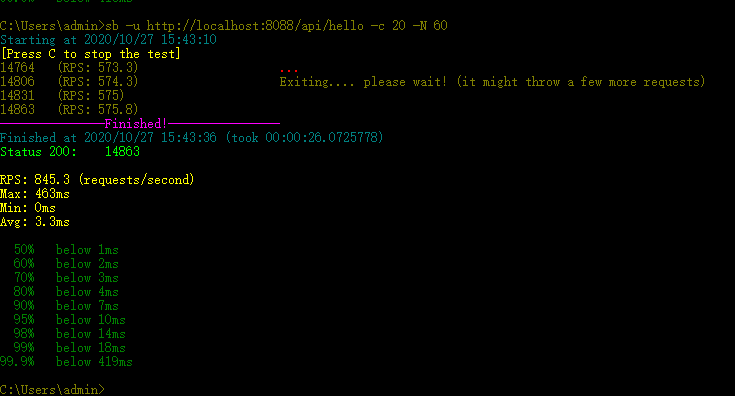 C:\Users\admin>sb -u http://localhost:8088/api/hello -c 20 -N 60
Starting at 2020/10/27 15:43:10
[Press C to stop the test]
14764   (RPS: 573.3)                    ...
14806   (RPS: 574.3)                    Exiting.... please wait! (it might throw a few more requests)
14831   (RPS: 575)
14863   (RPS: 575.8)
---------------Finished!----------------
Finished at 2020/10/27 15:43:36 (took 00:00:26.0725778)
Status 200:    14863
RPS: 845.3 (requests/second)
Max: 463ms
Min: 0ms
Avg: 3.3ms
50%   below 1ms
60%   below 2ms
70%   below 3ms
80%   below 4ms
90%   below 7ms
95%   below 10ms
98%   below 14ms
99%   below 18ms
99.9%   below 419ms
C:\Users\admin>